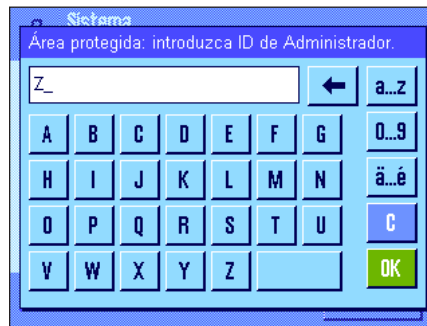 Sistema
Área protegida: introduzca ID de Administrador.
Z_
a...z
A B C D E F G
0...9
H I J K L M N
ä...é
O P Q R S T U
C
V W X Y Z
OK